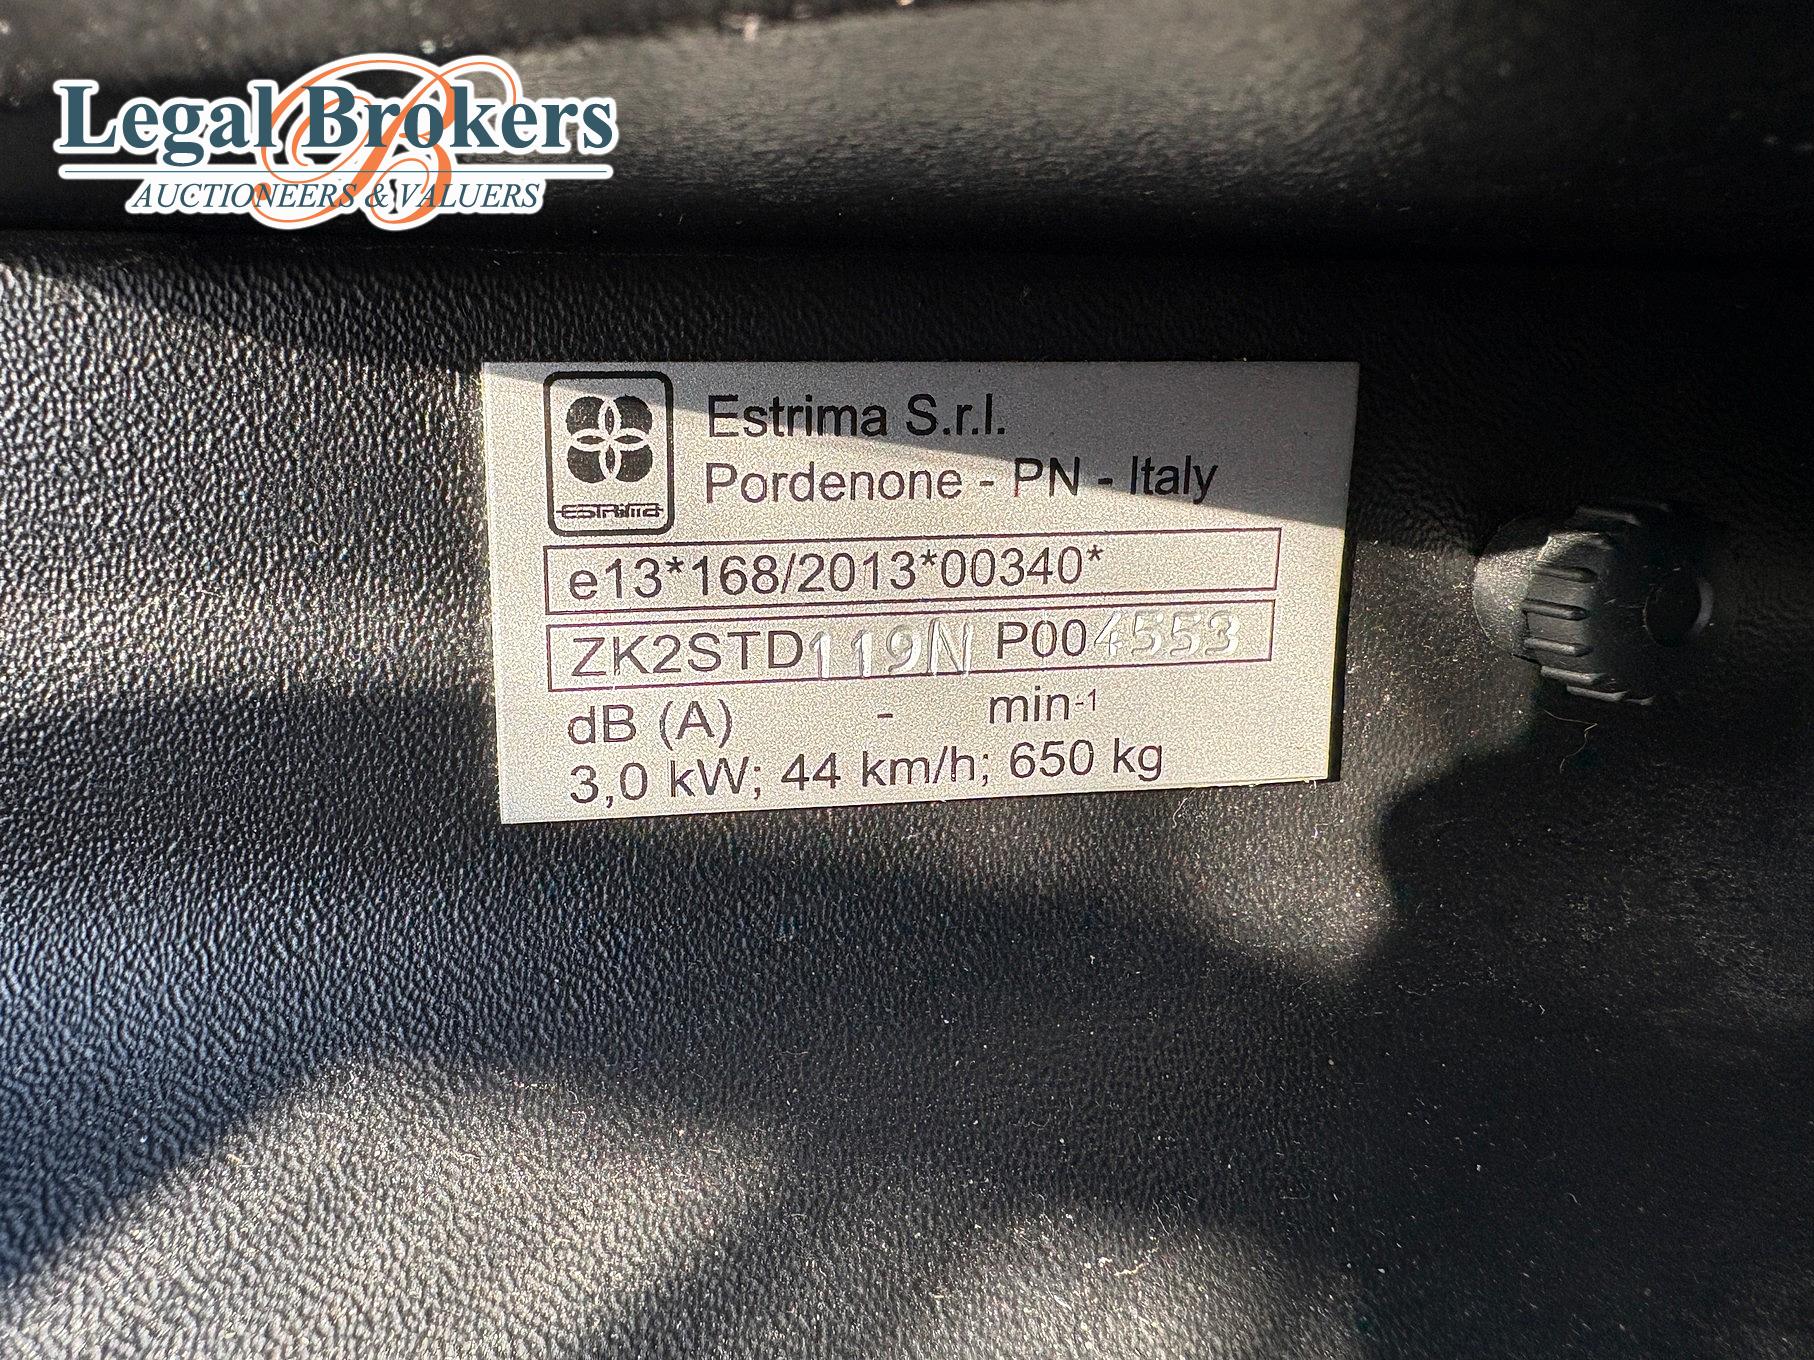 Legal Brokers
AUCTIONEERS & VALUERS
ESTRIMA
Estrima S.r.l.
Pordenone - PN - Italy
e13*168/2013*00340*
ZK2STD119N P004553
dB (A) - min-1
3,0 kW; 44 km/h; 650 kg